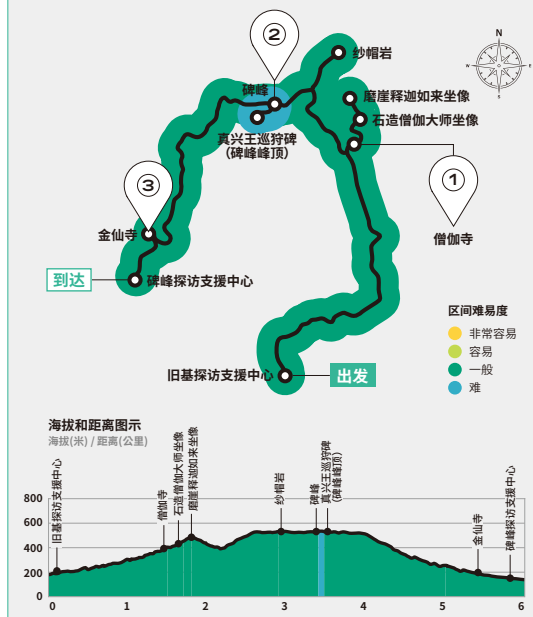 ②
纱帽岩
N
W
E
S
碑峰
磨崖释迦如来坐像
石造僧伽大师坐像
真兴王巡狩碑
（碑峰峰顶）
①
③
金仙寺
僧伽寺
到达
碑峰探访支援中心
区间难易度
非常容易
容易
一般
难
旧基探访支援中心
出发
海拔和距离图示
海拔(米) / 距离(公里)
旧基探访支援中心
僧伽寺
石造僧伽大师坐像
磨崖释迦如来坐像
纱帽岩
碑峰
真兴王巡狩碑
（碑峰峰顶）
金仙寺
碑峰探访支援中心
800
600
400
200
0
0 1 2 3 4 5 6